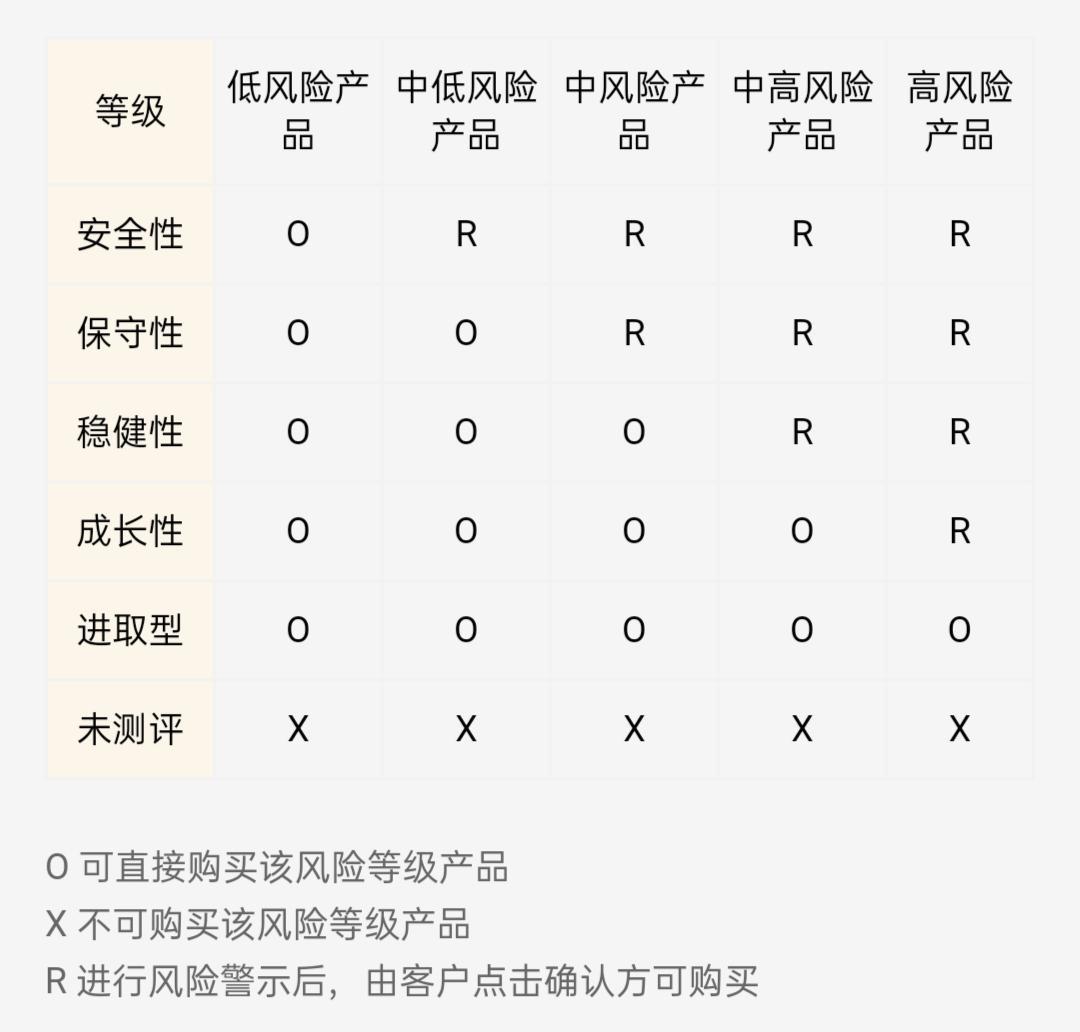 等级 低风险产品 中低风险产品 中风险产品 中高风险产品 高风险产品
安全性 O R R R R
保守性 O O R R R
稳健性 O O O R R
成长性 O O O O R
进取型 O O O O O
未测评 X X X X X
O 可直接购买该风险等级产品
X 不可购买该风险等级产品
R 进行风险警示后，由客户点击确认方可购买